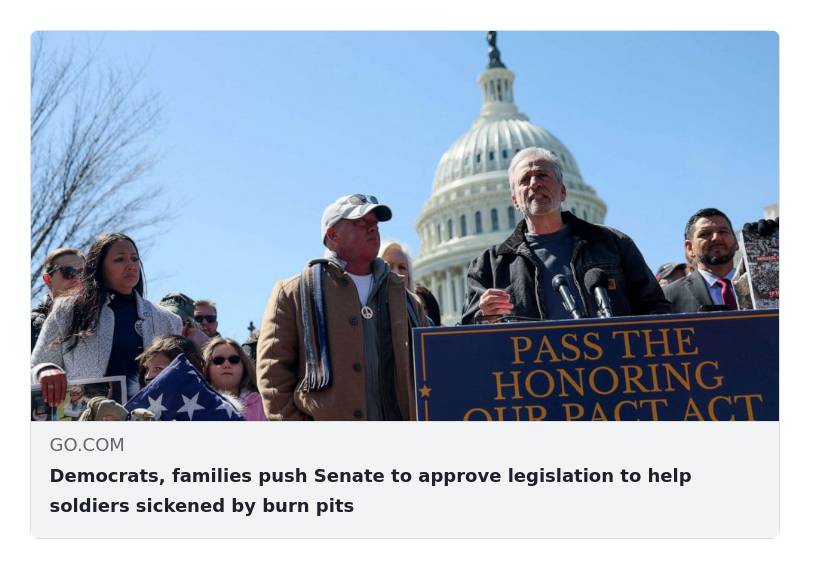 PASS THE
HONORING
OUR PACT ACT
GO.COM
Democrats, families push Senate to approve legislation to help
soldiers sickened by burn pits